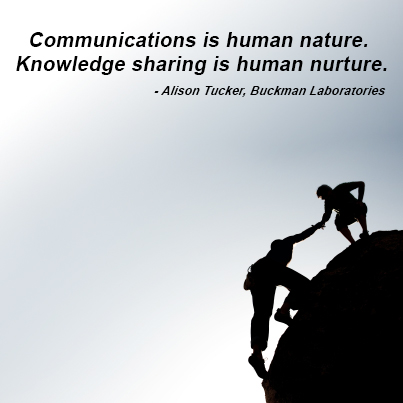 Communications is human nature.
Knowledge sharing is human nurture.
- Alison Tucker, Buckman Laboratories